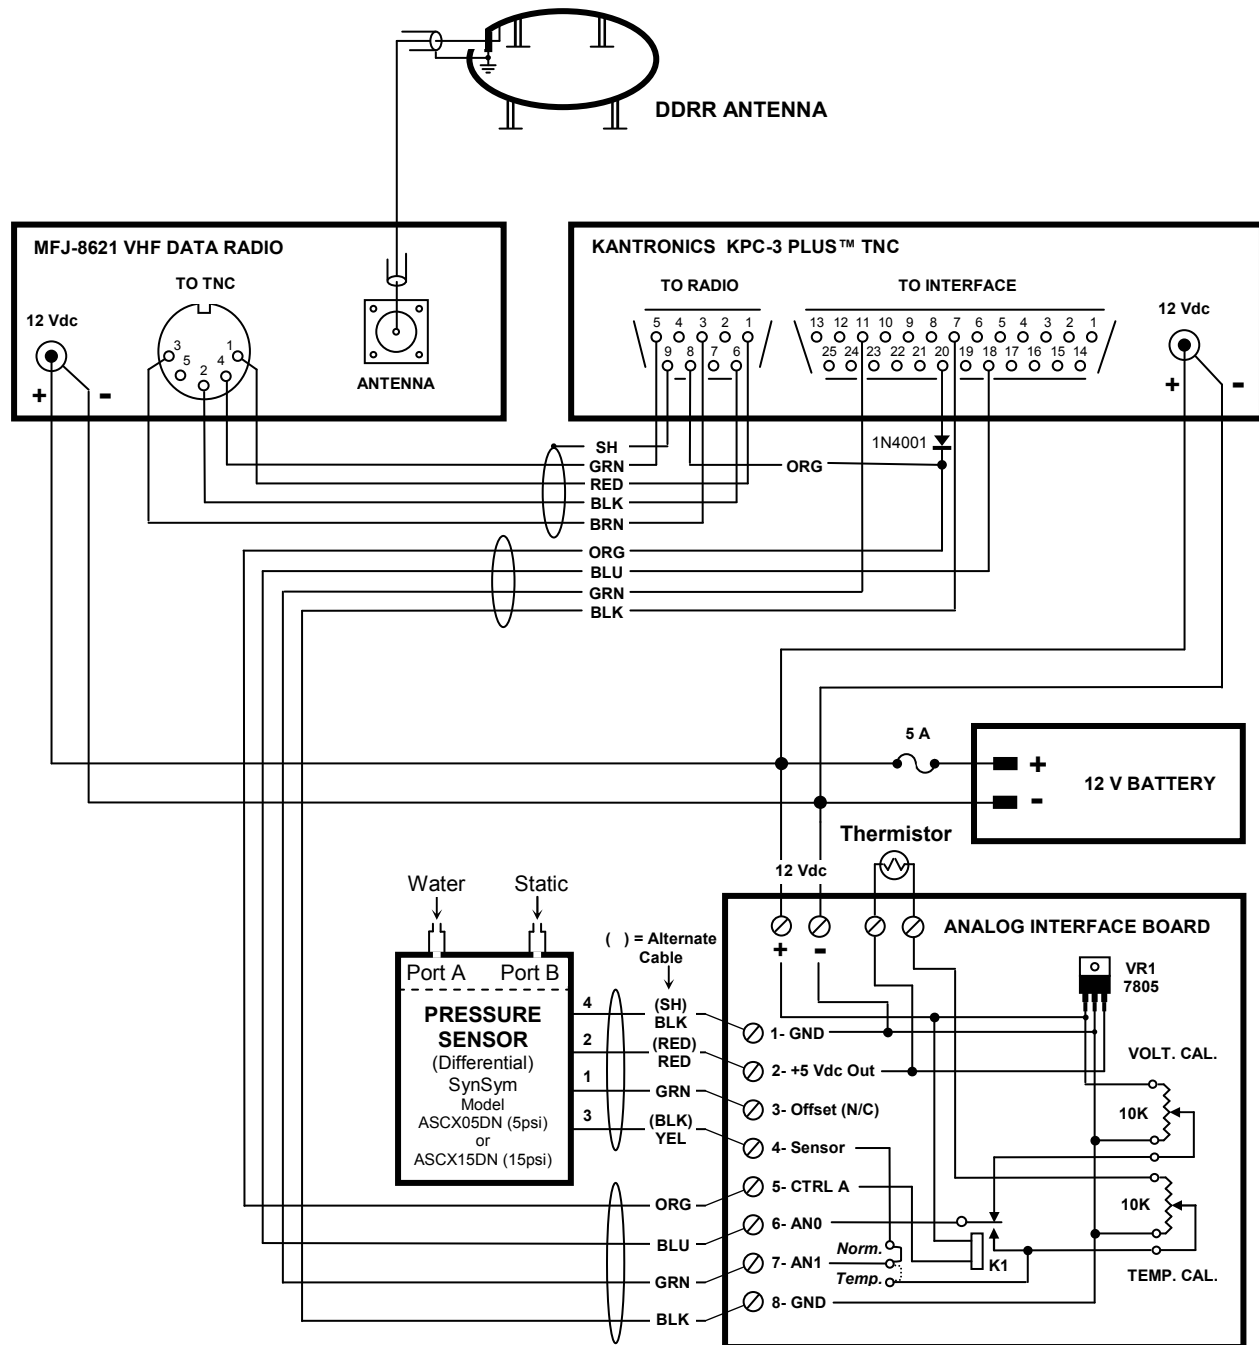 DDRR ANTENNA
MFJ-8621 VHF DATA RADIO
TO TNC
12 Vdc
3
1
5
4
2
+ -
ANTENNA
KANTRONICS KPC-3 PLUS™ TNC
TO RADIO
TO INTERFACE
12 Vdc
5 4 3 2 1
9 8 7 6
13 12 11 10 9 8 7 6 5 4 3 2 1
25 24 23 22 21 20 19 18 17 16 15 14
+ -
1N4001
SH
GRN
ORG
RED
BLK
BRN
ORG
BLU
GRN
BLK
5 A
+
-
12 V BATTERY
Thermistor
12 Vdc
Water Static
Port A Port B
PRESSURE
SENSOR
(Differential)
SynSym
Model
ASCX05DN (5psi)
or
ASCX15DN (15psi)
( ) = Alternate
Cable
4
(SH)
BLK
2
(RED)
RED
1
GRN
3
(BLK)
YEL
ORG
BLU
GRN
BLK
ANALOG INTERFACE BOARD
+ -
VR1
7805
1- GND
2- +5 Vdc Out
3- Offset (N/C)
4- Sensor
5- CTRL A
6- AN0
7- AN1
8- GND
Norm.
Temp.
K1
VOLT. CAL.
10K
10K
TEMP. CAL.